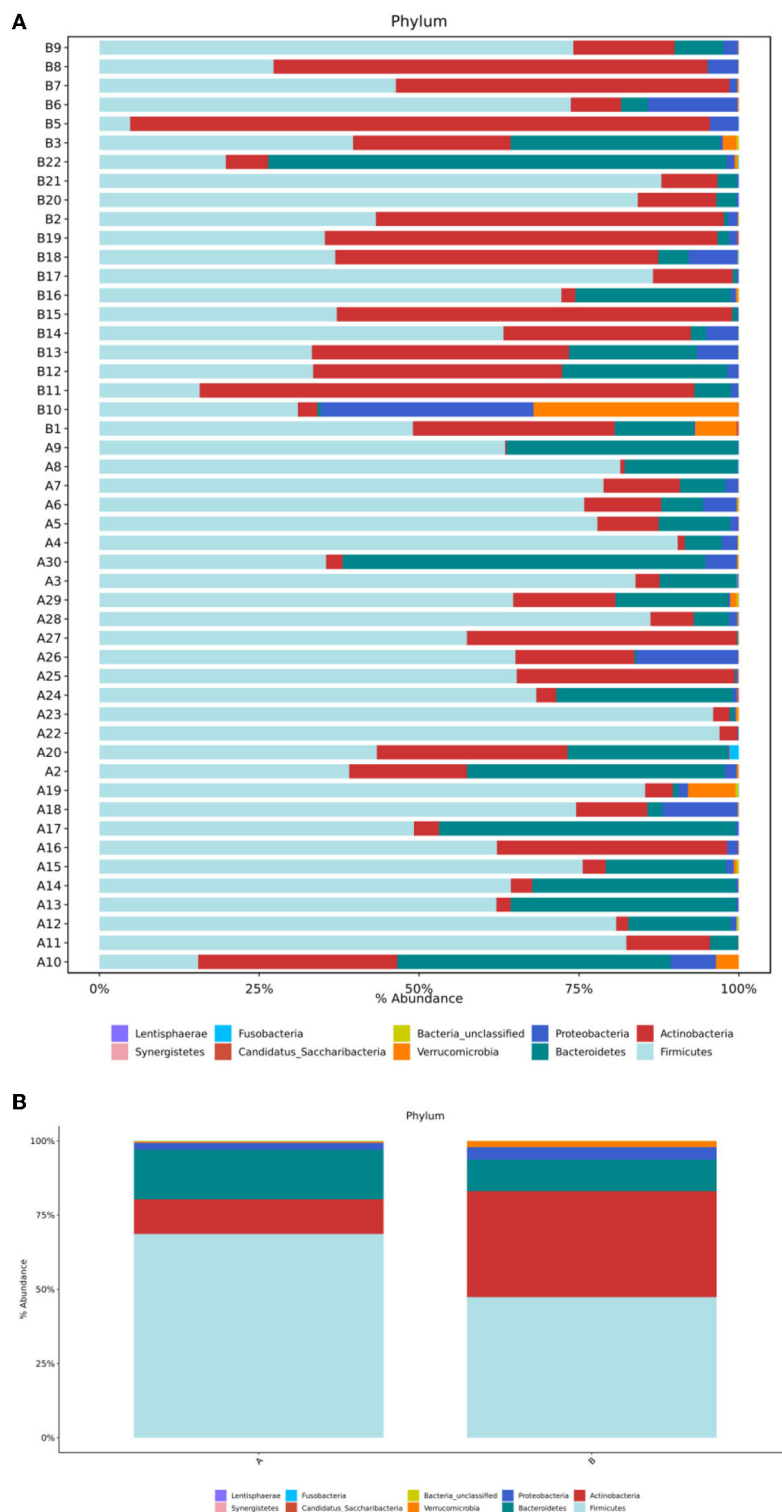 A
Phylum
B9
B8
B7
B6
B5
B3
B22
B21
B20
B2
B19
B18
B17
B16
B15
B14
B13
B12
B11
B10
B1
A9
A8
A7
A6
A5
A4
A30
A3
A29
A28
A27
A26
A25
A24
A23
A22
A20
A2
A19
A18
A17
A16
A15
A14
A13
A12
A11
A10
0% 25% 50% 75% 100%
% Abundance
Lentisphaerae Fusobacteria Bacteria_unclassified Proteobacteria Actinobacteria
Synergistetes Candidatus_Saccharibacteria Verrucomicrobia Bacteroidetes Firmicutes
B
Phylum
100%
75%
% Abundance
50%
25%
0%
A B
Lentisphaerae Fusobacteria Bacteria_unclassified Proteobacteria Actinobacteria
Synergistetes Candidatus_Saccharibacteria Verrucomicrobia Bacteroidetes Firmicutes